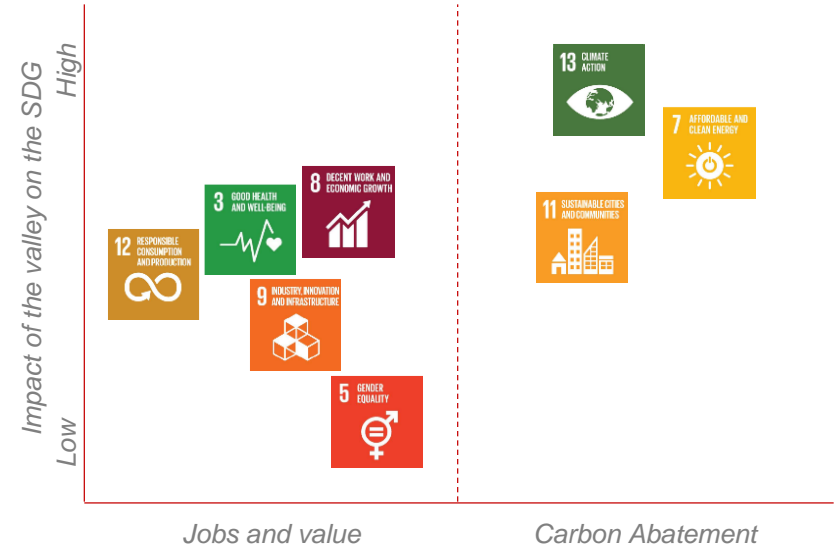 Impact of the valley on the SDG
High
Low
13 CLIMATE
ACTION
7 AFFORDABLE AND
CLEAN ENERGY
8 DECENT WORK AND
ECONOMIC GROWTH
3 GOOD HEALTH
AND WELL-BEING
11 SUSTAINABLE CITIES
AND COMMUNITIES
12 RESPONSIBLE
CONSUMPTION
AND PRODUCTION
9 INDUSTRY, INNOVATION
AND INFRASTRUCTURE
5 GENDER
EQUALITY
Jobs and value
Carbon Abatement